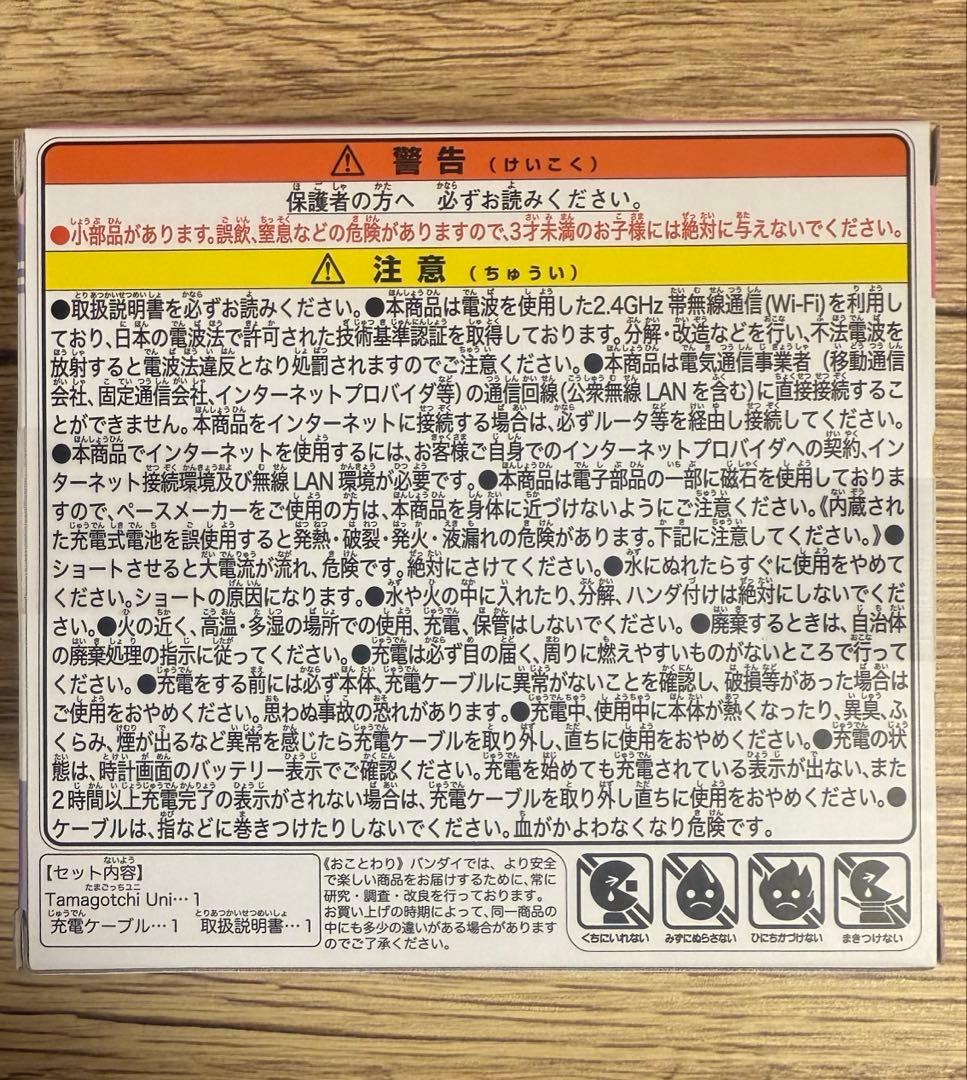 ⚠ 警告（けいこく）
保護者の方へ 必ずお読みください。
●小部品があります。誤飲、窒息などの危険がありますので、3才未満のお子様には絶対に与えないでください。
⚠ 注意（ちゅうい）
●取扱説明書を必ずお読みください。●本商品は電波を使用した2.4GHz 帯無線通信(Wi-Fi)を利用し
ており、日本の電波法で許可された技術基準認証を取得しております。分解・改造などを行い、不法電波を
放射すると電波法違反となり処罰されますのでご注意ください。●本商品は電気通信事業者（移動通信
会社、固定通信会社、インターネットプロバイダ等）の通信回線（公衆無線 LAN を含む）に直接接続するこ
とができません。本商品をインターネットに接続する場合は、必ずルータ等を経由し接続してください。
●本商品でインターネットを使用するには、お客様ご自身でのインターネットプロバイダへの契約、イン
ターネット接続環境及び無線 LAN 環境が必要です。●本商品は電子部品の一部に磁石を使用しておりま
すので、ペースメーカーをご使用の方は、本商品を身体に近づけないようにご注意ください。《内蔵され
た充電式電池を誤使用すると発熱・破裂・発火・液漏れの危険があります。下記に注意してください。》●
ショートさせると大電流が流れ、危険です。絶対にさけてください。●水にぬれたらすぐに使用をやめて
ください。ショートの原因になります。●水や火の中に入れたり、分解、ハンダ付けは絶対にしないでくだ
さい。●火の近く、高温・多湿の場所での使用、充電、保管はしないでください。●廃棄するときは、自治体
の廃棄処理の指示に従ってください。●充電は必ず目の届く、周りに燃えやすいものがないところで行って
ください。●充電をする前には必ず本体、充電ケーブルに異常がないことを確認し、破損等があった場合は
ご使用をおやめください。思わぬ事故の恐れがあります。●充電中、使用中に本体が熱くなったり、異臭、ふ
くらみ、煙が出るなど異常を感じたら充電ケーブルを取り外し、直ちに使用をおやめください。●充電の状
態は、時計画面のバッテリー表示でご確認ください。充電を始めても充電されている表示が出ない、また
2時間以上充電完了の表示がされない場合は、充電ケーブルを取り外し直ちに使用をおやめください。●
ケーブルは、指などに巻きつけたりしないでください。血がかよわなくなり危険です。
【セット内容】
Tamagotchi Uni…1
充電ケーブル…1 取扱説明書…1
《おことわり》バンダイでは、より安全
で楽しい商品をお届けするために、常に
研究・調査・改良を行っております。
お買い上げの時期によって、同一商品の
中にも多少の違いがある場合があります
のでご了承ください。
くちにいれない みずにぬらさない ひにちかづけない まきつけない